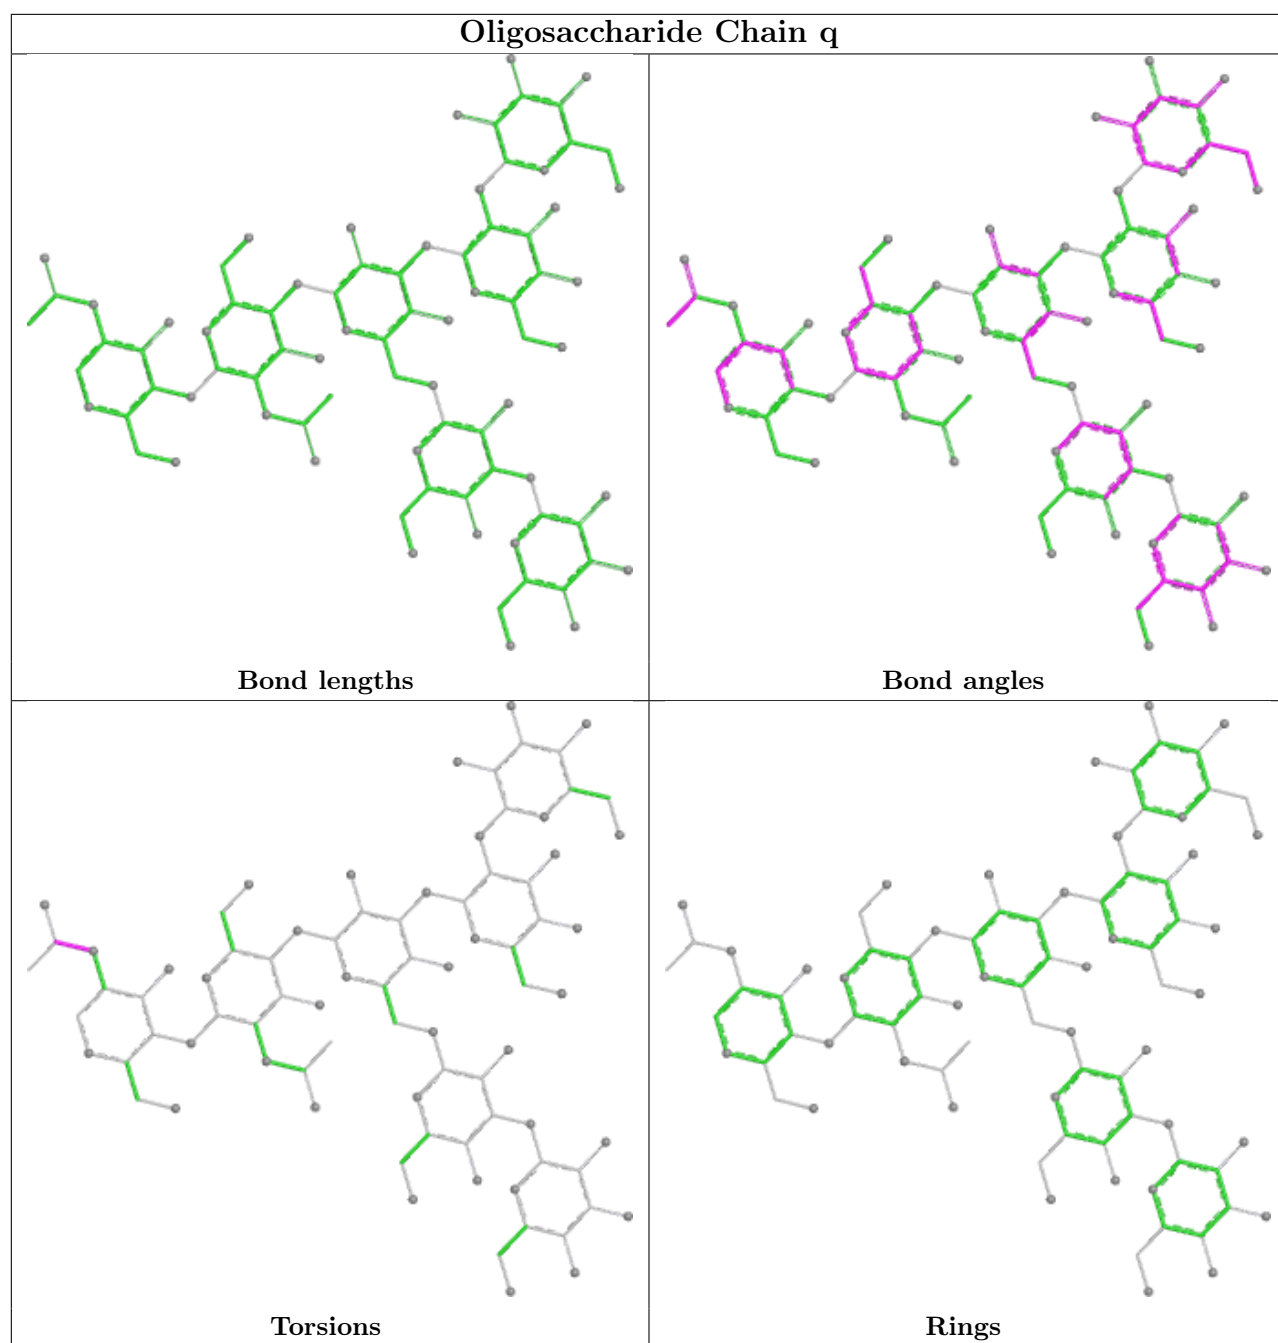 Oligosaccharide Chain q
Bond lengths
Bond angles
Torsions
Rings